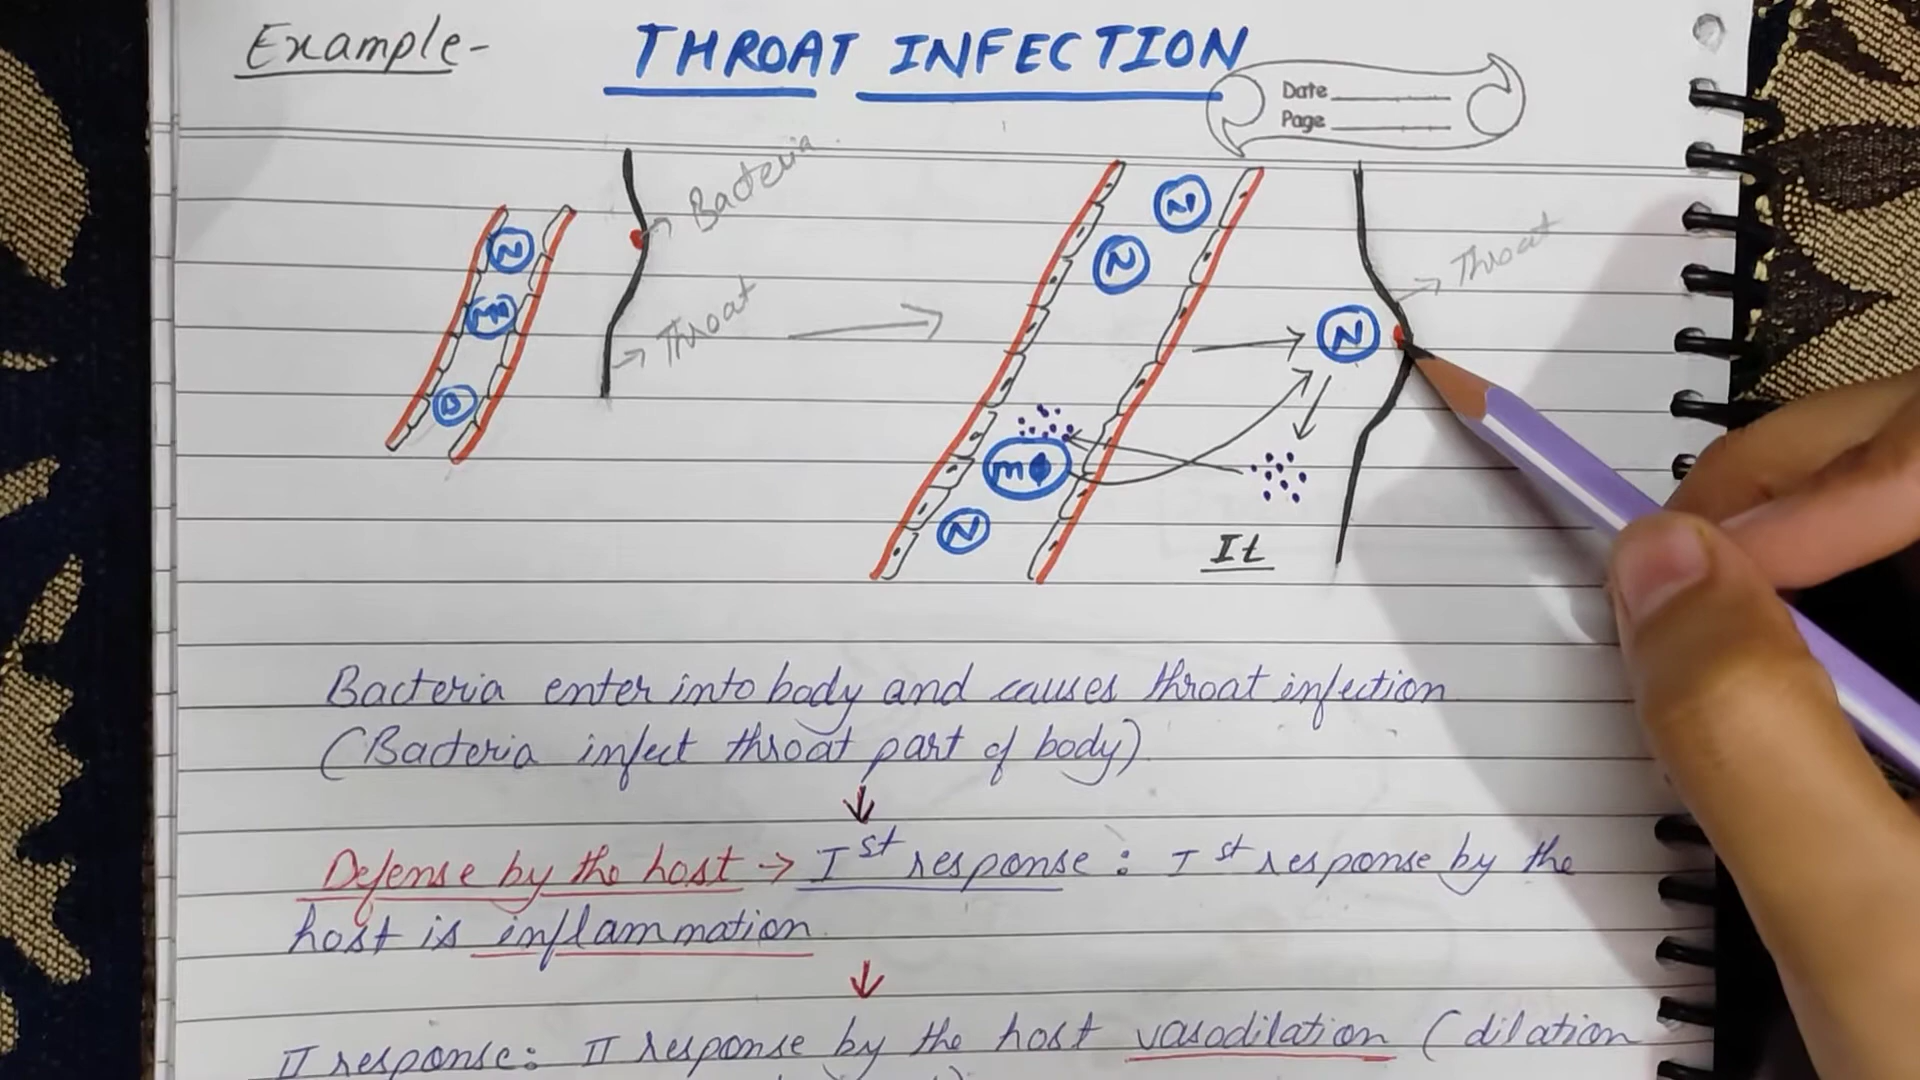 Example-
THROAT INFECTION
Date
Page
Bacteria
Throat
N
B
N
N
Throat
N
mφ
N
It
Bacteria enter into body and causes throat infection
(Bacteria infect throat part of body)
↓
Defense by the host → Ist response : Ist response by the
host is inflammation
↓
II response: II response by the host vasodilation (dilation